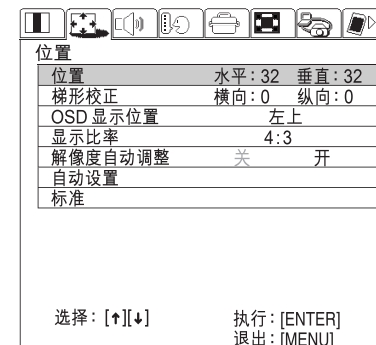 位置
位置 水平：32 垂直：32
梯形校正 横向：0 纵向：0
OSD 显示位置 左上
显示比率 4:3
解像度自动调整 关 开
自动设置
标准
选择：[↑][↓] 执行：[ENTER]
退出：[MENU]